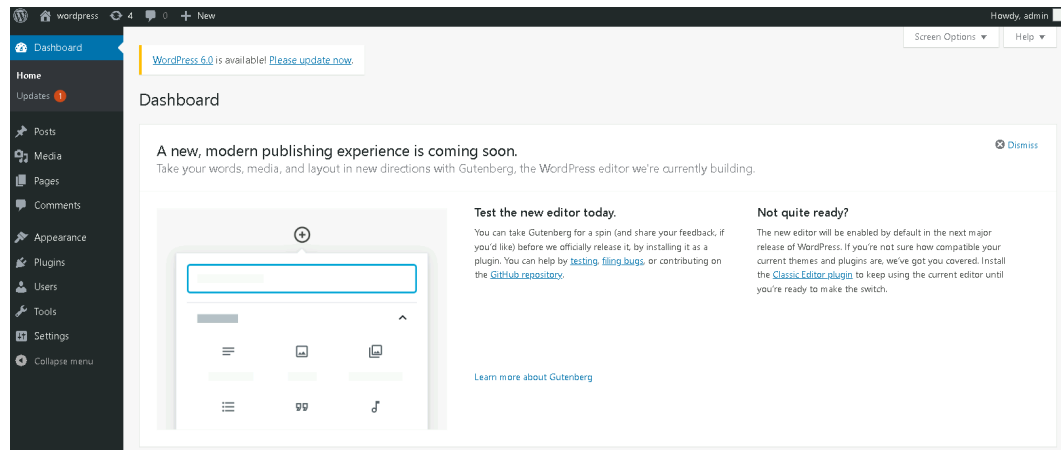 wordpress 4 0 + New Howdy, admin
Screen Options ▼ Help ▼
Dashboard
Home
Updates 1
Posts
Media
Pages
Comments
Appearance
Plugins
Users
Tools
Settings
Collapse menu
WordPress 6.0 is available! Please update now.
Dashboard
A new, modern publishing experience is coming soon.
Take your words, media, and layout in new directions with Gutenberg, the WordPress editor we're currently building.
Dismiss
Test the new editor today.
You can take Gutenberg for a spin (and share your feedback, if
you'd like) before we officially release it, by installing it as a
plugin. You can help by testing, filing bugs, or contributing on
the GitHub repository.
Learn more about Gutenberg
Not quite ready?
The new editor will be enabled by default in the next major
release of WordPress. If you're not sure how compatible your
current themes and plugins are, we've got you covered. Install
the Classic Editor plugin to keep using the current editor until
you're ready to make the switch.